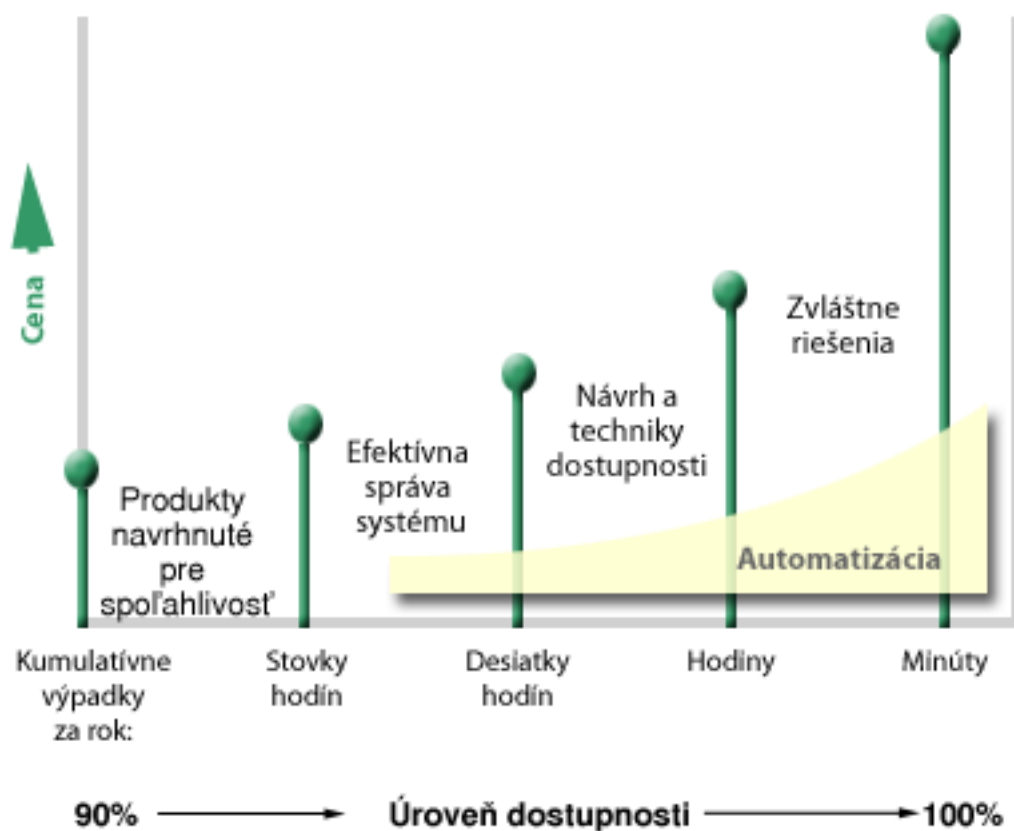 Cena
Produkty
navrhnuté
pre
spoľahlivosť
Efektívna
správa
systému
Návrh a
techniky
dostupnosti
Zvláštne
riešenia
Automatizácia
Kumulatívne
výpadky
za rok:
Stovky
hodín
Desiatky
hodín
Hodiny
Minúty
90% Úroveň dostupnosti 100%